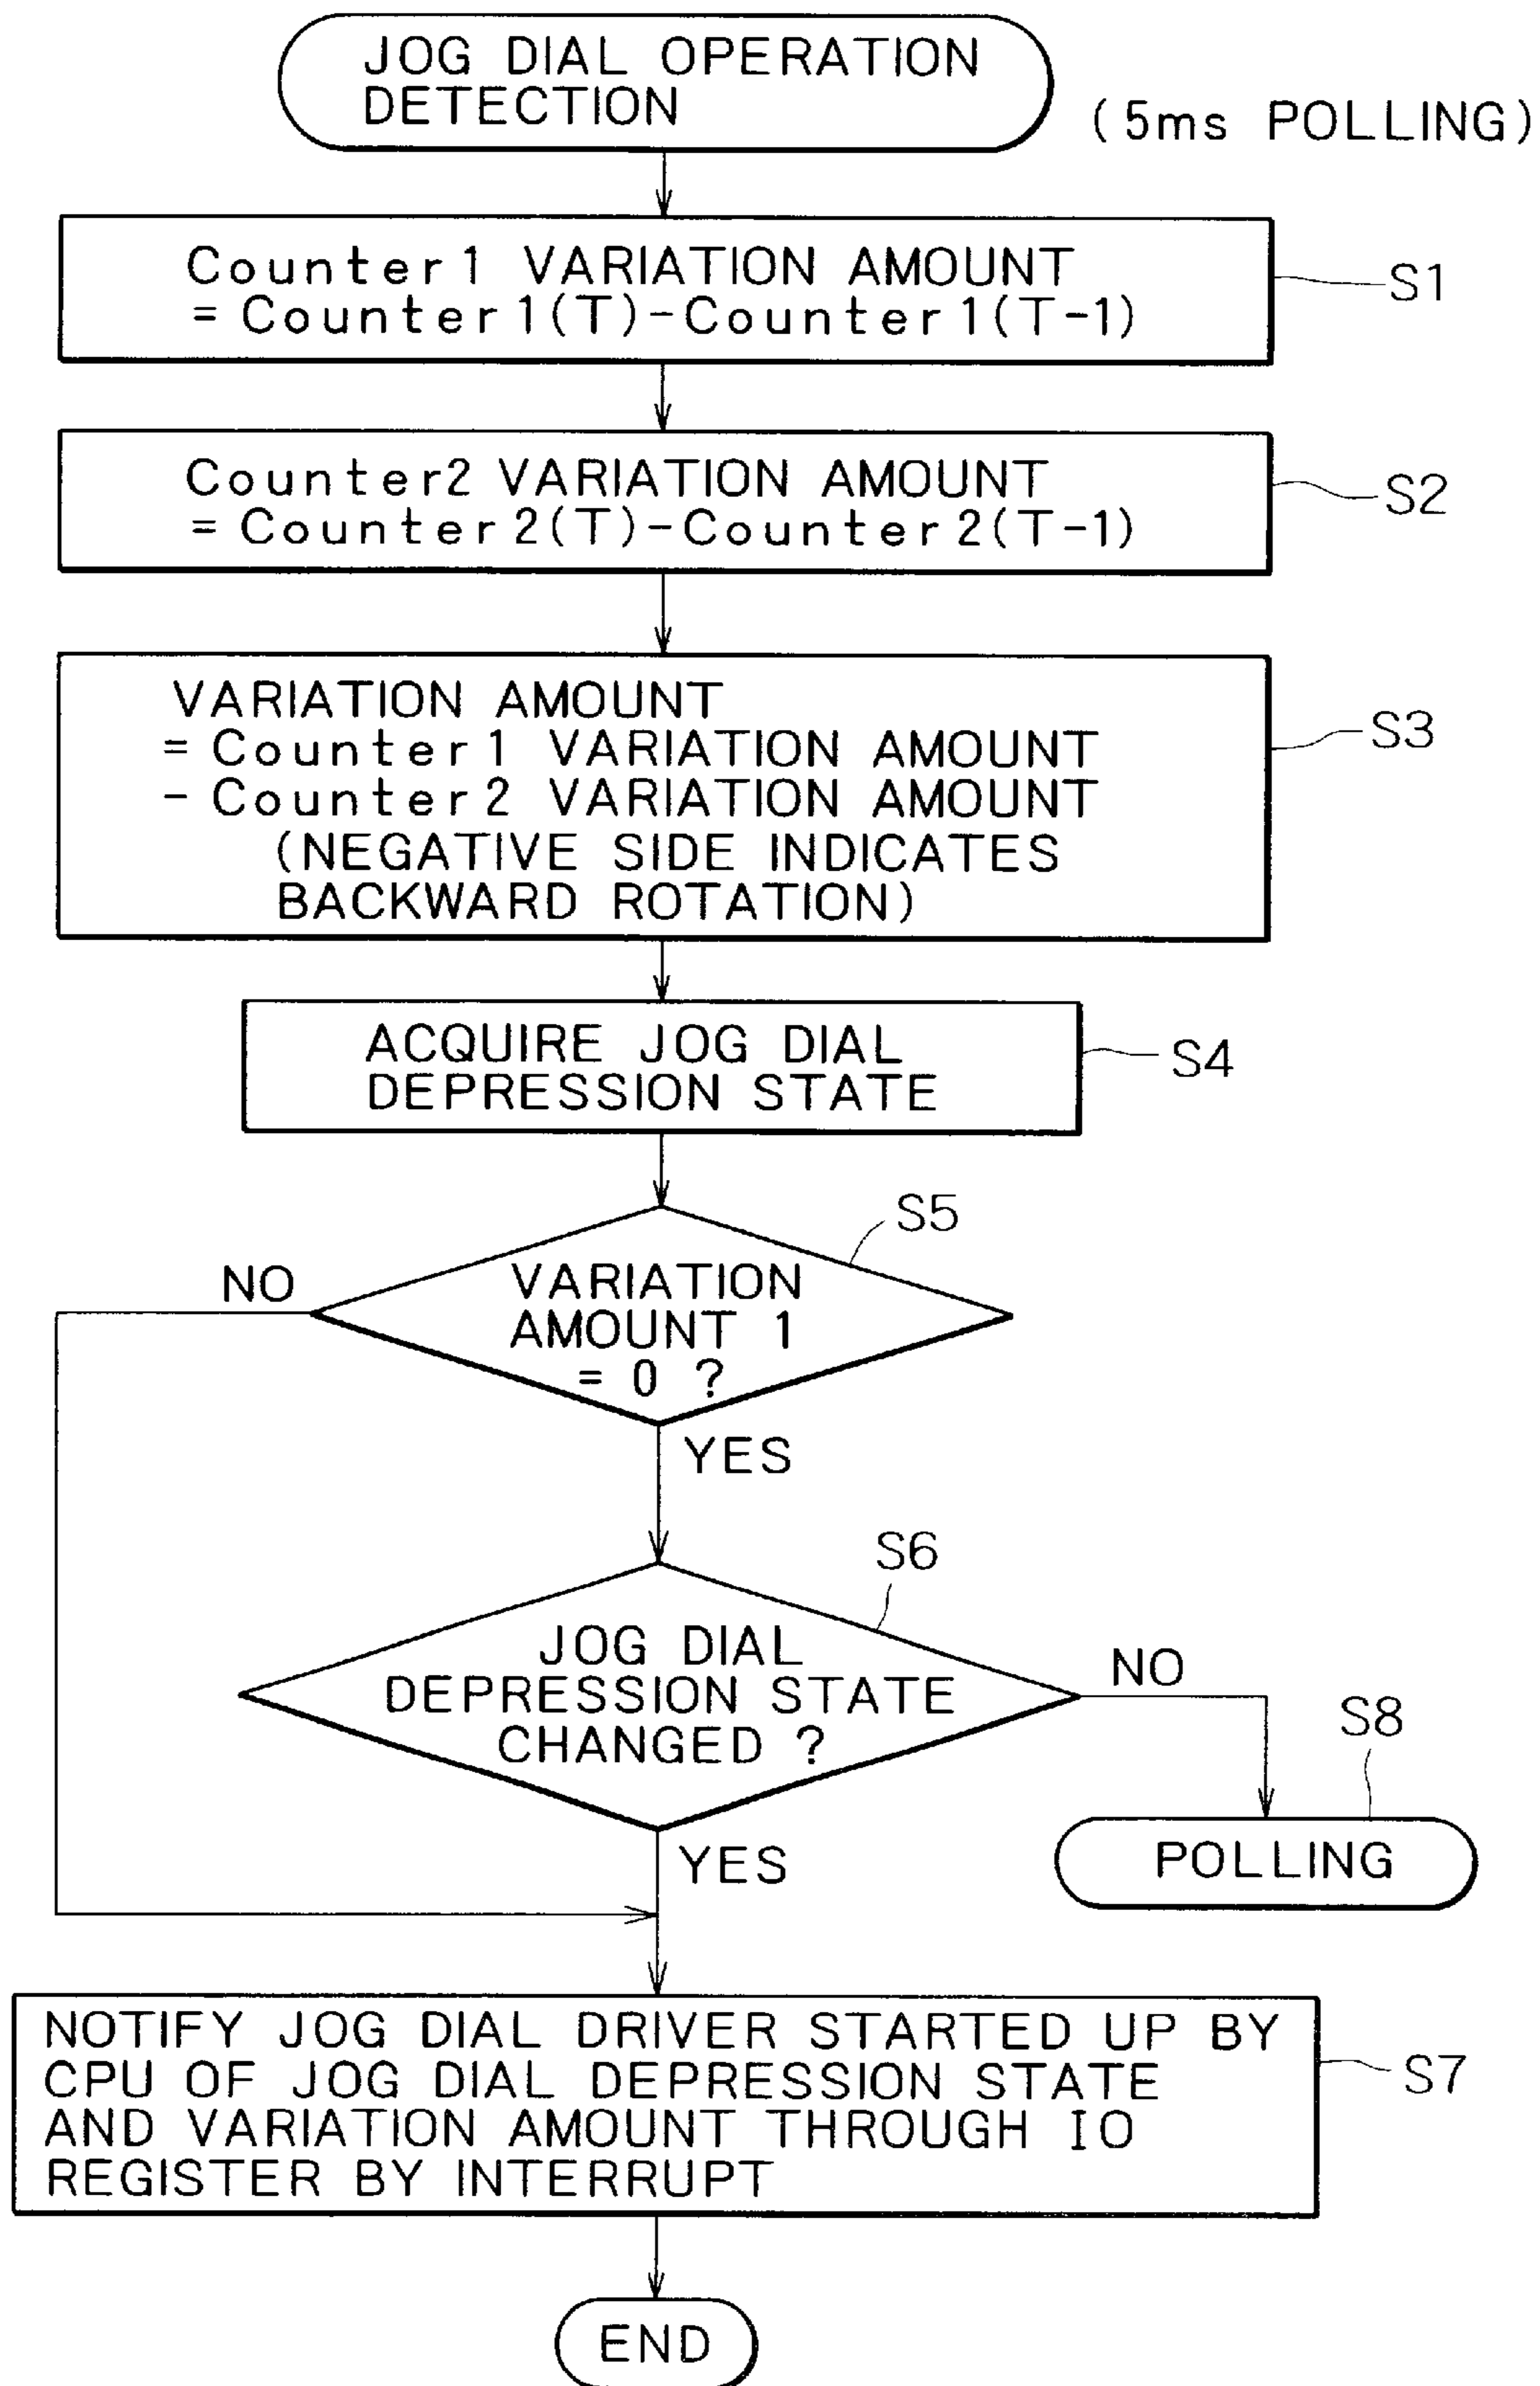 JOG DIAL OPERATION
DETECTION
(5ms POLLING)
Counter1 VARIATION AMOUNT
= Counter1(T)-Counter1(T-1)
S1
Counter2 VARIATION AMOUNT
= Counter2(T)-Counter2(T-1)
S2
VARIATION AMOUNT
= Counter1 VARIATION AMOUNT
- Counter2 VARIATION AMOUNT
(NEGATIVE SIDE INDICATES
BACKWARD ROTATION)
S3
ACQUIRE JOG DIAL
DEPRESSION STATE
S4
S5
NO
VARIATION
AMOUNT 1
= 0 ?
YES
S6
JOG DIAL
DEPRESSION STATE
CHANGED ?
NO
S8
POLLING
YES
NOTIFY JOG DIAL DRIVER STARTED UP BY
CPU OF JOG DIAL DEPRESSION STATE
AND VARIATION AMOUNT THROUGH IO
REGISTER BY INTERRUPT
S7
END